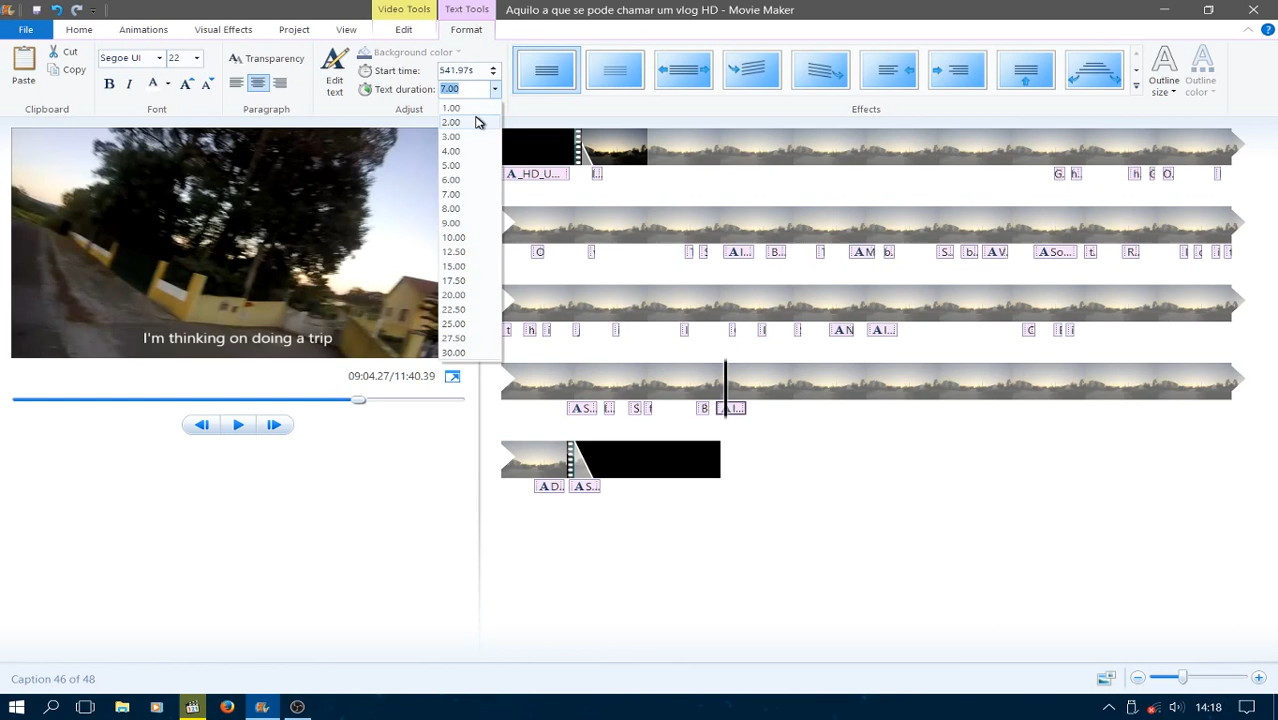 Video Tools
Text Tools
Aquilo a que se pode chamar um vlog HD - Movie Maker
File
Home
Animations
Visual Effects
Project
View
Edit
Format
Paste
Cut
Copy
Clipboard
Segoe UI
22
Transparency
B
I
A
A
A
Paragraph
Edit
text
Background color
Start time:
541.97s
Text duration:
7.00
Adjust
Effects
A
Outline
size
A
Outline
color
1.00
2.00
3.00
4.00
5.00
6.00
7.00
8.00
9.00
10.00
12.50
15.00
17.50
20.00
22.50
25.00
27.50
30.00
I'm thinking on doing a trip
09:04.27/11:40.39
A_HD_U...
I...
G.
h.
h
O.
O
A I...
B...
A M
b.
S..
b.
A V.
A So...
t.
R..
t
h
i
A N
A I...
C
A S...
I...
S
B
A I...
A D.
A S...
Caption 46 of 48
14:18